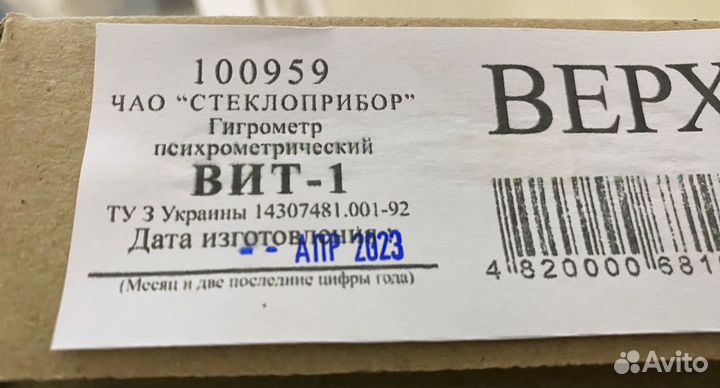 100959
ЧАО "СТЕКЛОПРИБОР"
Гигрометр
психрометрический
ВИТ-1
ТУ З Украины 14307481.001-92
Дата изготовления:
-- АПР 2023
(Месяц и две последние цифры года)
ВЕРХ
4 820000 681
Avito